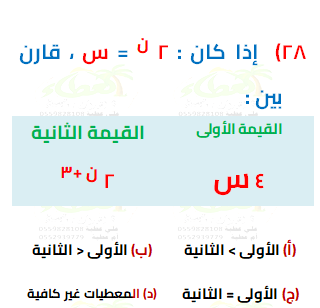 ٢٨) إذا كان : ٢ ن = س ، قارن
بين :
القيمة الأولى القيمة الثانية
٤ س ٢ ن + ٣
(أ) الأولى > الثانية (ب) الأولى < الثانية
(ج) الأولى = الثانية (د) المعطيات غير كافية